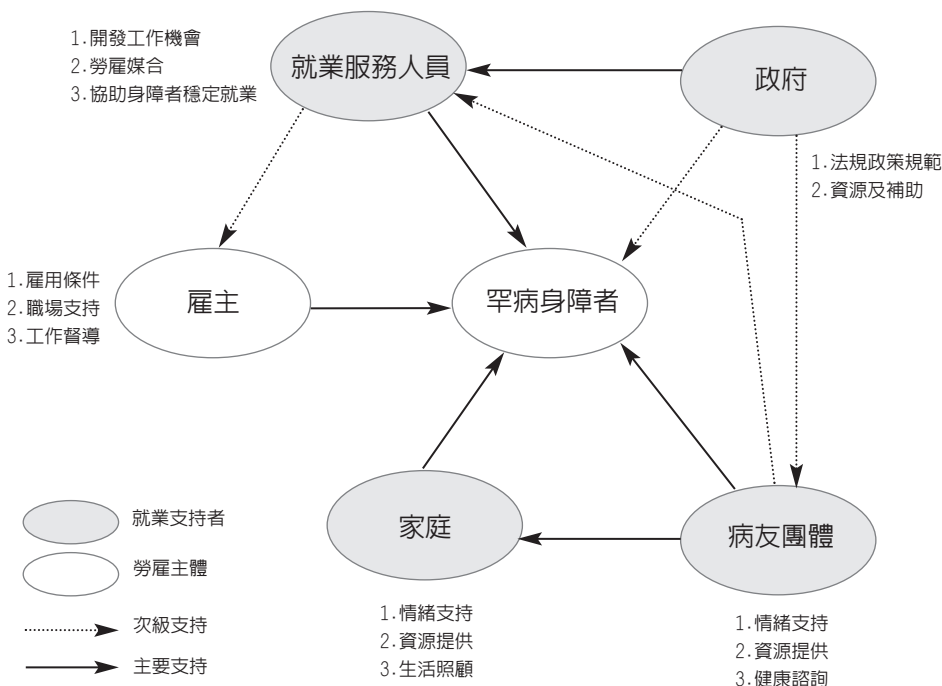 1.開發工作機會
2.勞雇媒合
3.協助身障者穩定就業
就業服務人員
政府
1.法規政策規範
2.資源及補助
1.雇用條件
2.職場支持
3.工作督導
雇主
罕病身障者
家庭
病友團體
1.情緒支持
2.資源提供
3.生活照顧
1.情緒支持
2.資源提供
3.健康諮詢
就業支持者
勞雇主體
次級支持
主要支持